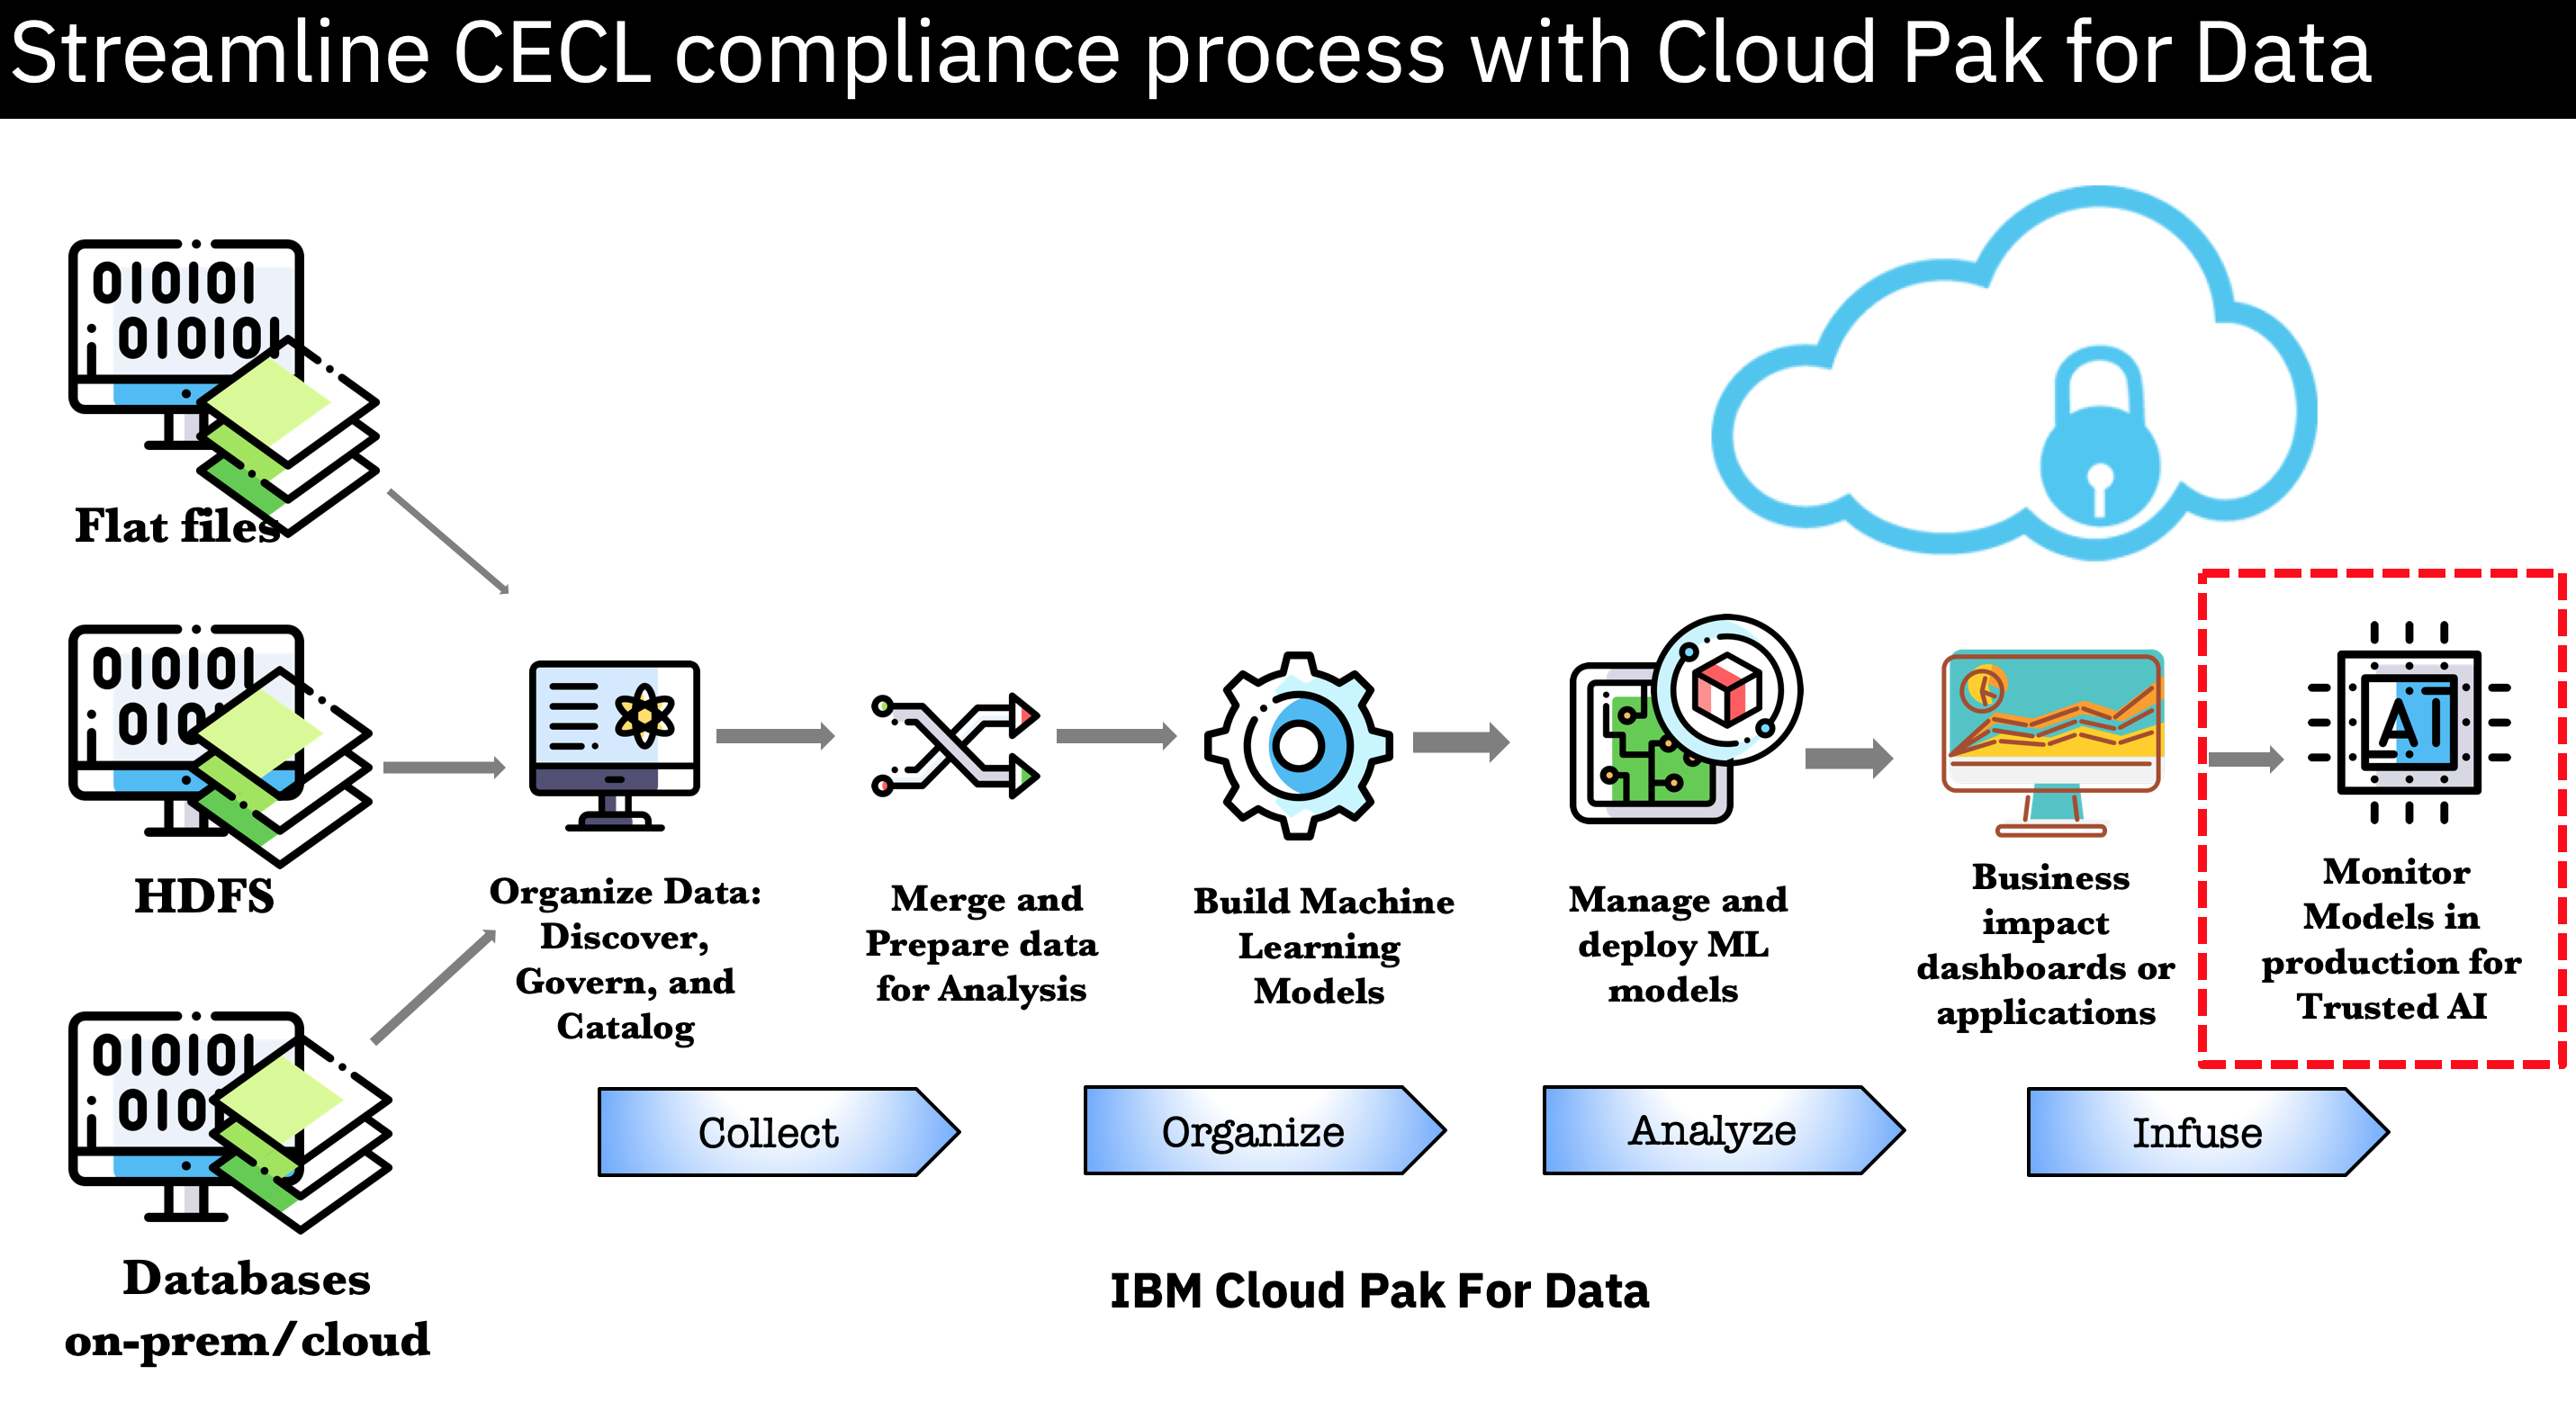 Streamline CECL compliance process with Cloud Pak for Data
010101
010101
Flat files
010101
010
HDFS
010101
010
Databases
on-prem/cloud
Organize Data:
Discover,
Govern, and
Catalog
Merge and
Prepare data
for Analysis
Build Machine
Learning
Models
Manage and
deploy ML
models
Business
impact
dashboards or
applications
AI
Monitor
Models in
production for
Trusted AI
Collect
Organize
Analyze
Infuse
IBM Cloud Pak For Data